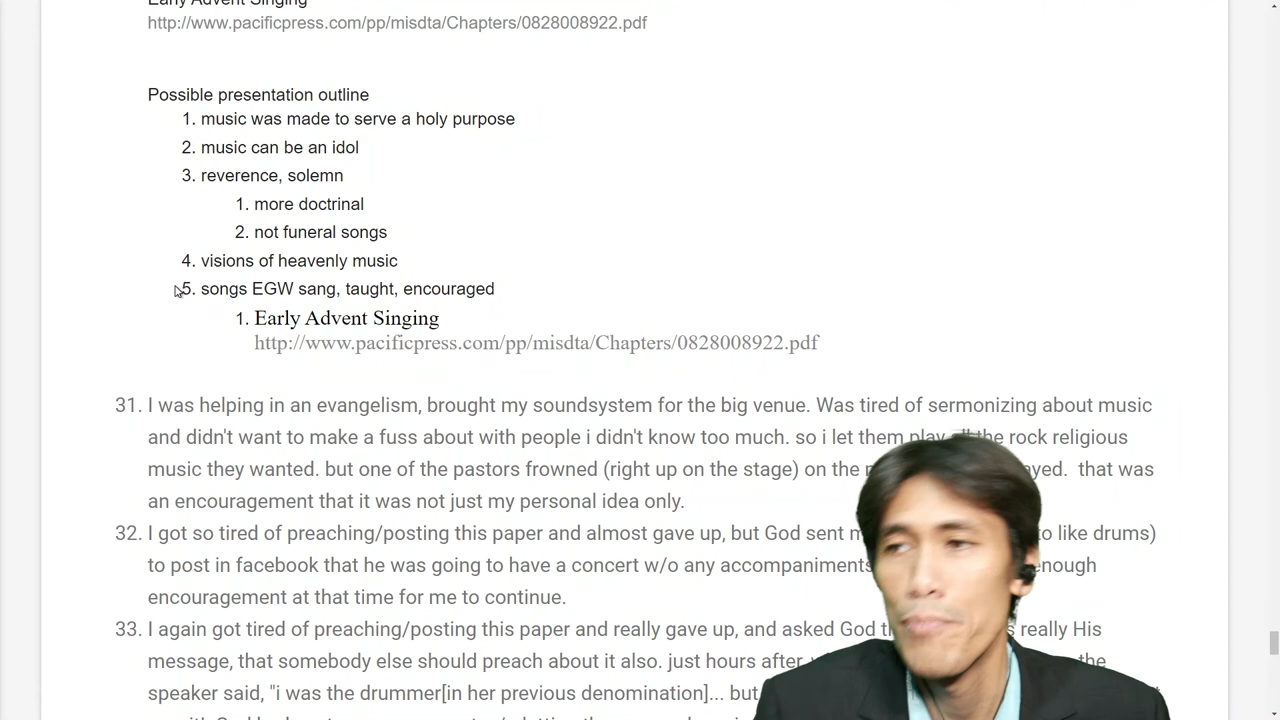 Early Advent Singing
http://www.pacificpress.com/pp/misdta/Chapters/0828008922.pdf
Possible presentation outline
1. music was made to serve a holy purpose
2. music can be an idol
3. reverence, solemn
1. more doctrinal
2. not funeral songs
4. visions of heavenly music
5. songs EGW sang, taught, encouraged
1. Early Advent Singing
http://www.pacificpress.com/pp/misdta/Chapters/0828008922.pdf
31. I was helping in an evangelism, brought my soundsystem for the big venue. Was tired of sermonizing about music
and didn't want to make a fuss about with people i didn't know too much. so i let them play all the rock religious
music they wanted. but one of the pastors frowned (right up on the stage) on the that was
an encouragement that it was not just my personal idea only.
32. I got so tired of preaching/posting this paper and almost gave up, but God sent to like drums)
to post in facebook that he was going to have a concert w/o any accompaniments enough
encouragement at that time for me to continue.
33. I again got tired of preaching/posting this paper and really gave up, and asked God really His
message, that somebody else should preach about it also. just hours after the
speaker said, "i was the drummer[in her previous denomination]... but